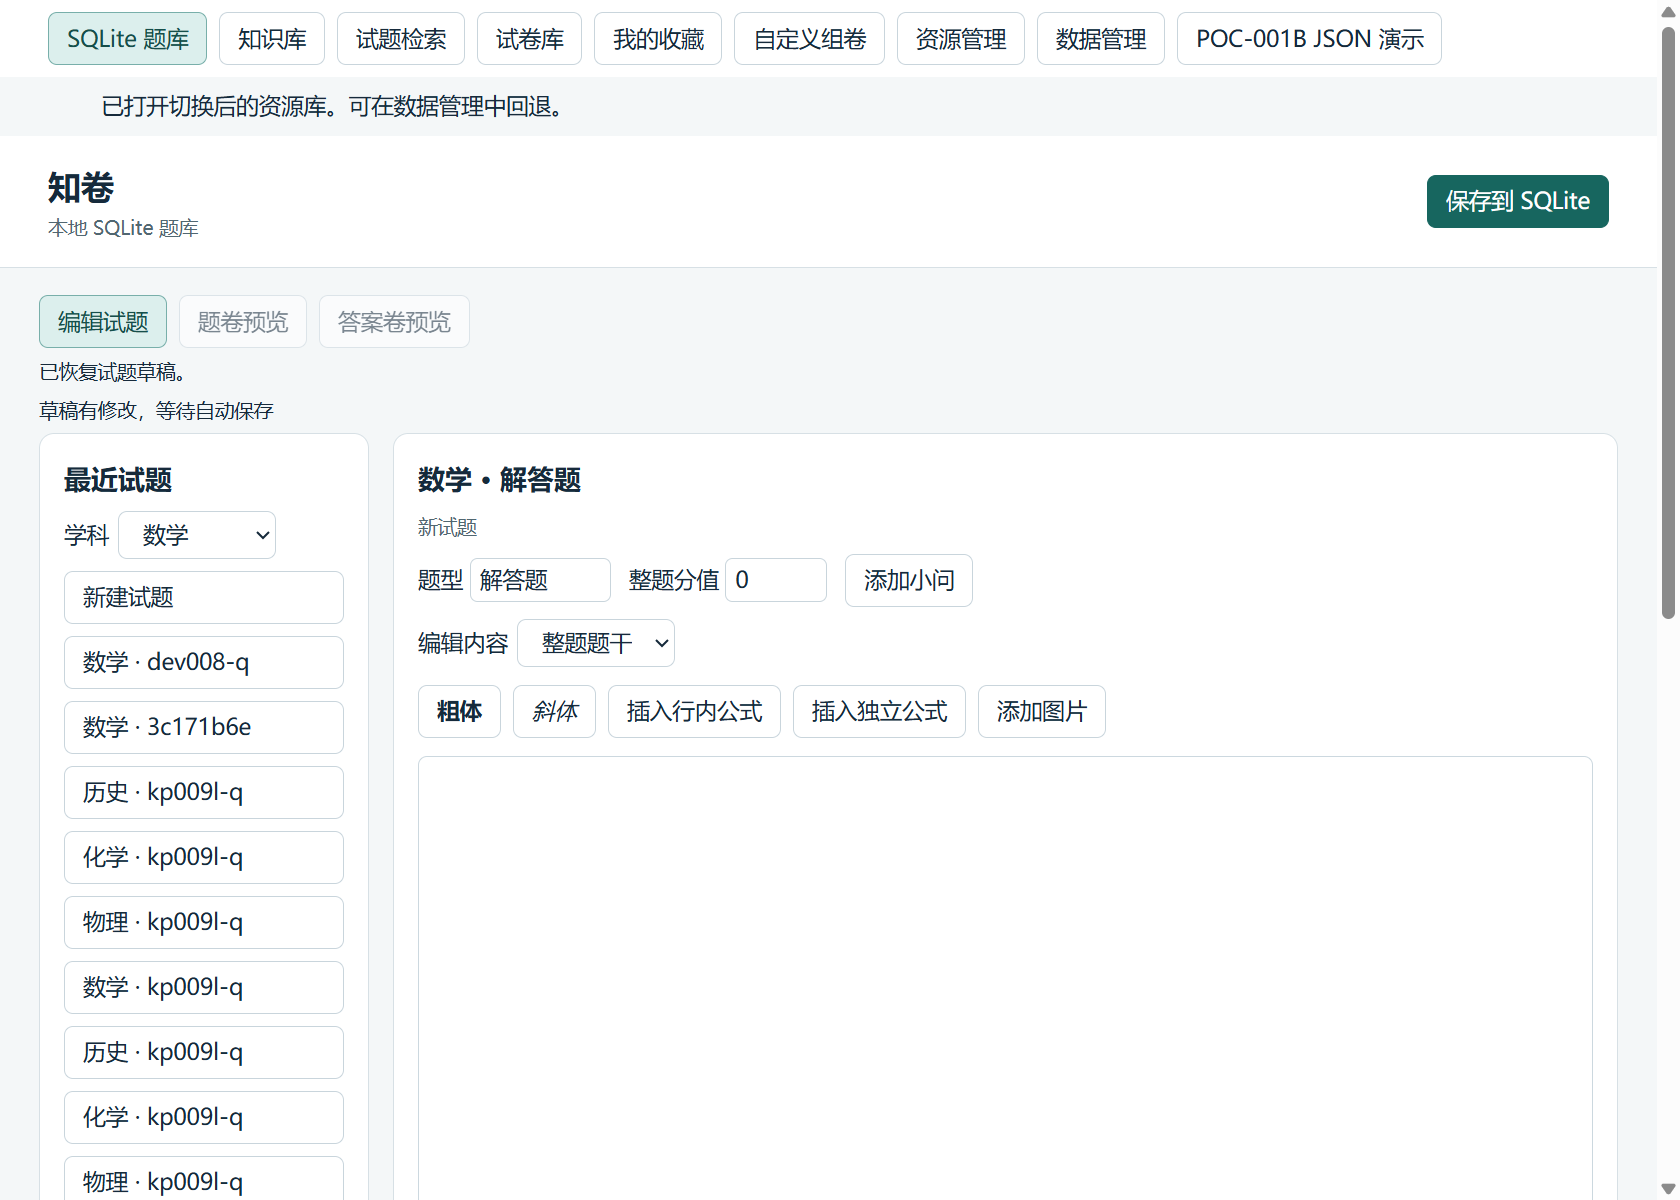 SQLite 题库 知识库 试题检索 试卷库 我的收藏 自定义组卷 资源管理 数据管理 POC-001B JSON 演示
已打开切换后的资源库。可在数据管理中回退。
知卷
本地 SQLite 题库
保存到 SQLite
编辑试题 题卷预览 答案卷预览
已恢复试题草稿。
草稿有修改，等待自动保存
最近试题
学科 数学
新建试题
数学 · dev008-q
数学 · 3c171b6e
历史 · kp009l-q
化学 · kp009l-q
物理 · kp009l-q
数学 · kp009l-q
历史 · kp009l-q
化学 · kp009l-q
物理 · kp009l-q
数学 • 解答题
新试题
题型 解答题 整题分值 0 添加小问
编辑内容 整题题干
粗体 斜体 插入行内公式 插入独立公式 添加图片